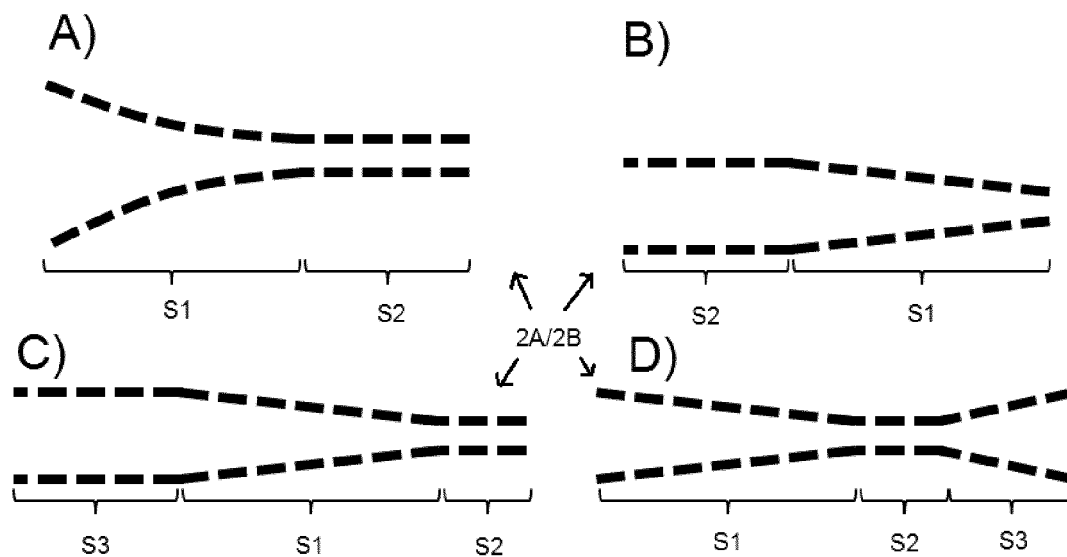 A)
B)
S1 S2
S2 S1
2A/2B
C)
D)
S3 S1 S2
S1 S2 S3